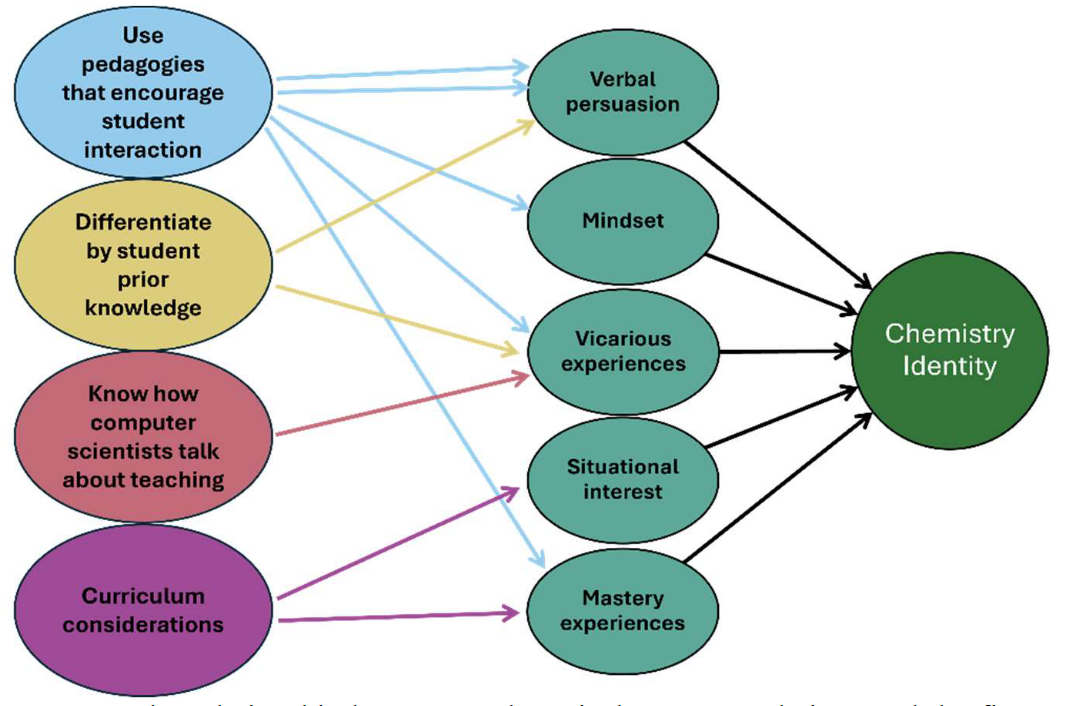 Use
pedagogies
that encourage
student
interaction
Differentiate
by student
prior
knowledge
Know how
computer
scientists talk
about teaching
Curriculum
considerations
Verbal
persuasion
Mindset
Vicarious
experiences
Situational
interest
Mastery
experiences
Chemistry
Identity